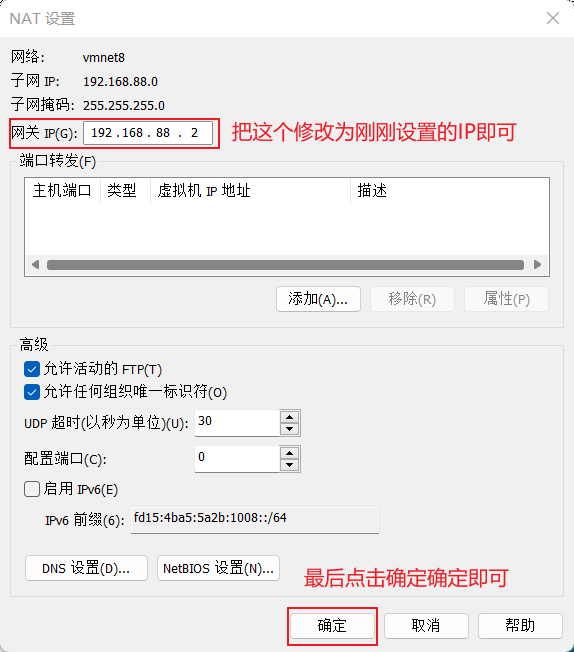 NAT 设置
网络: vmnet8
子网 IP: 192.168.88.0
子网掩码: 255.255.255.0
网关 IP(G): 192 . 168 . 88 . 2 把这个修改为刚刚设置的IP即可
端口转发(F)
主机端口 类型 虚拟机 IP 地址 描述
添加(A)... 移除(R) 属性(P)
高级
允许活动的 FTP(T)
允许任何组织唯一标识符(O)
UDP 超时(以秒为单位)(U): 30
配置端口(C): 0
启用 IPv6(E)
IPv6 前缀(6): fd15:4ba5:5a2b:1008::/64
DNS 设置(D)... NetBIOS 设置(N)...
最后点击确定确定即可
确定 取消 帮助